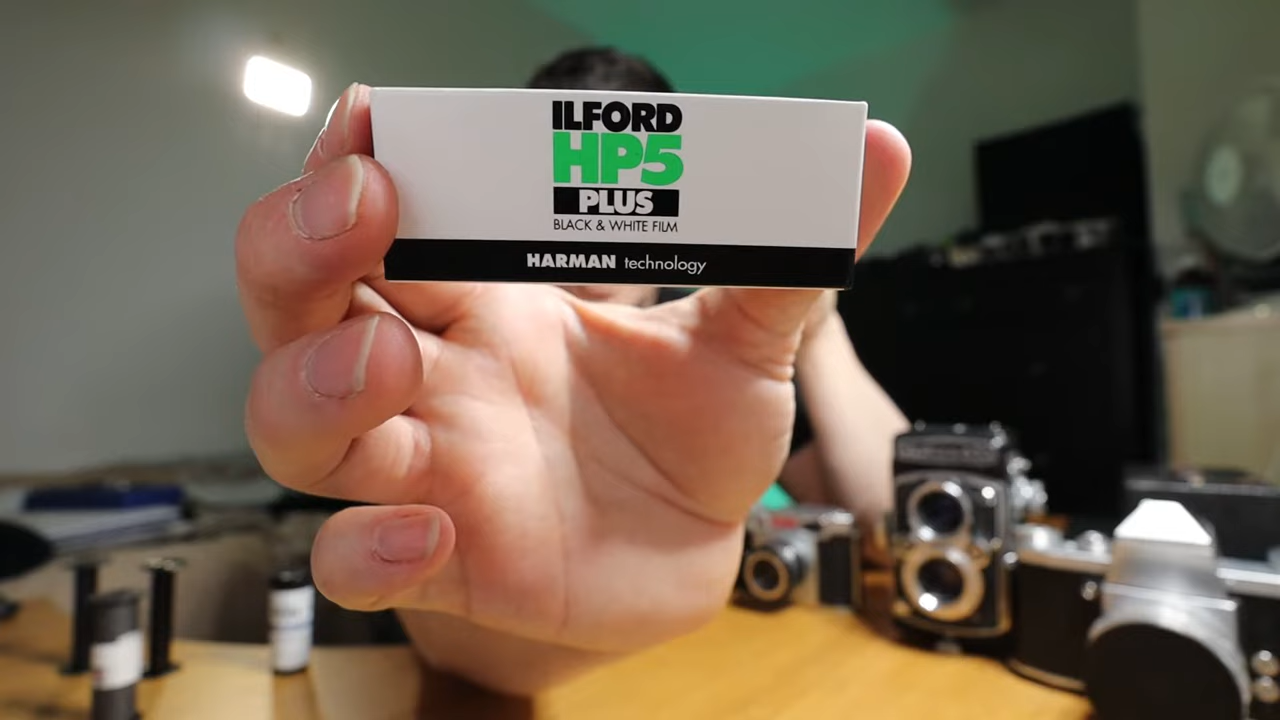 ILFORD
HP5
PLUS
BLACK & WHITE FILM
HARMAN technology